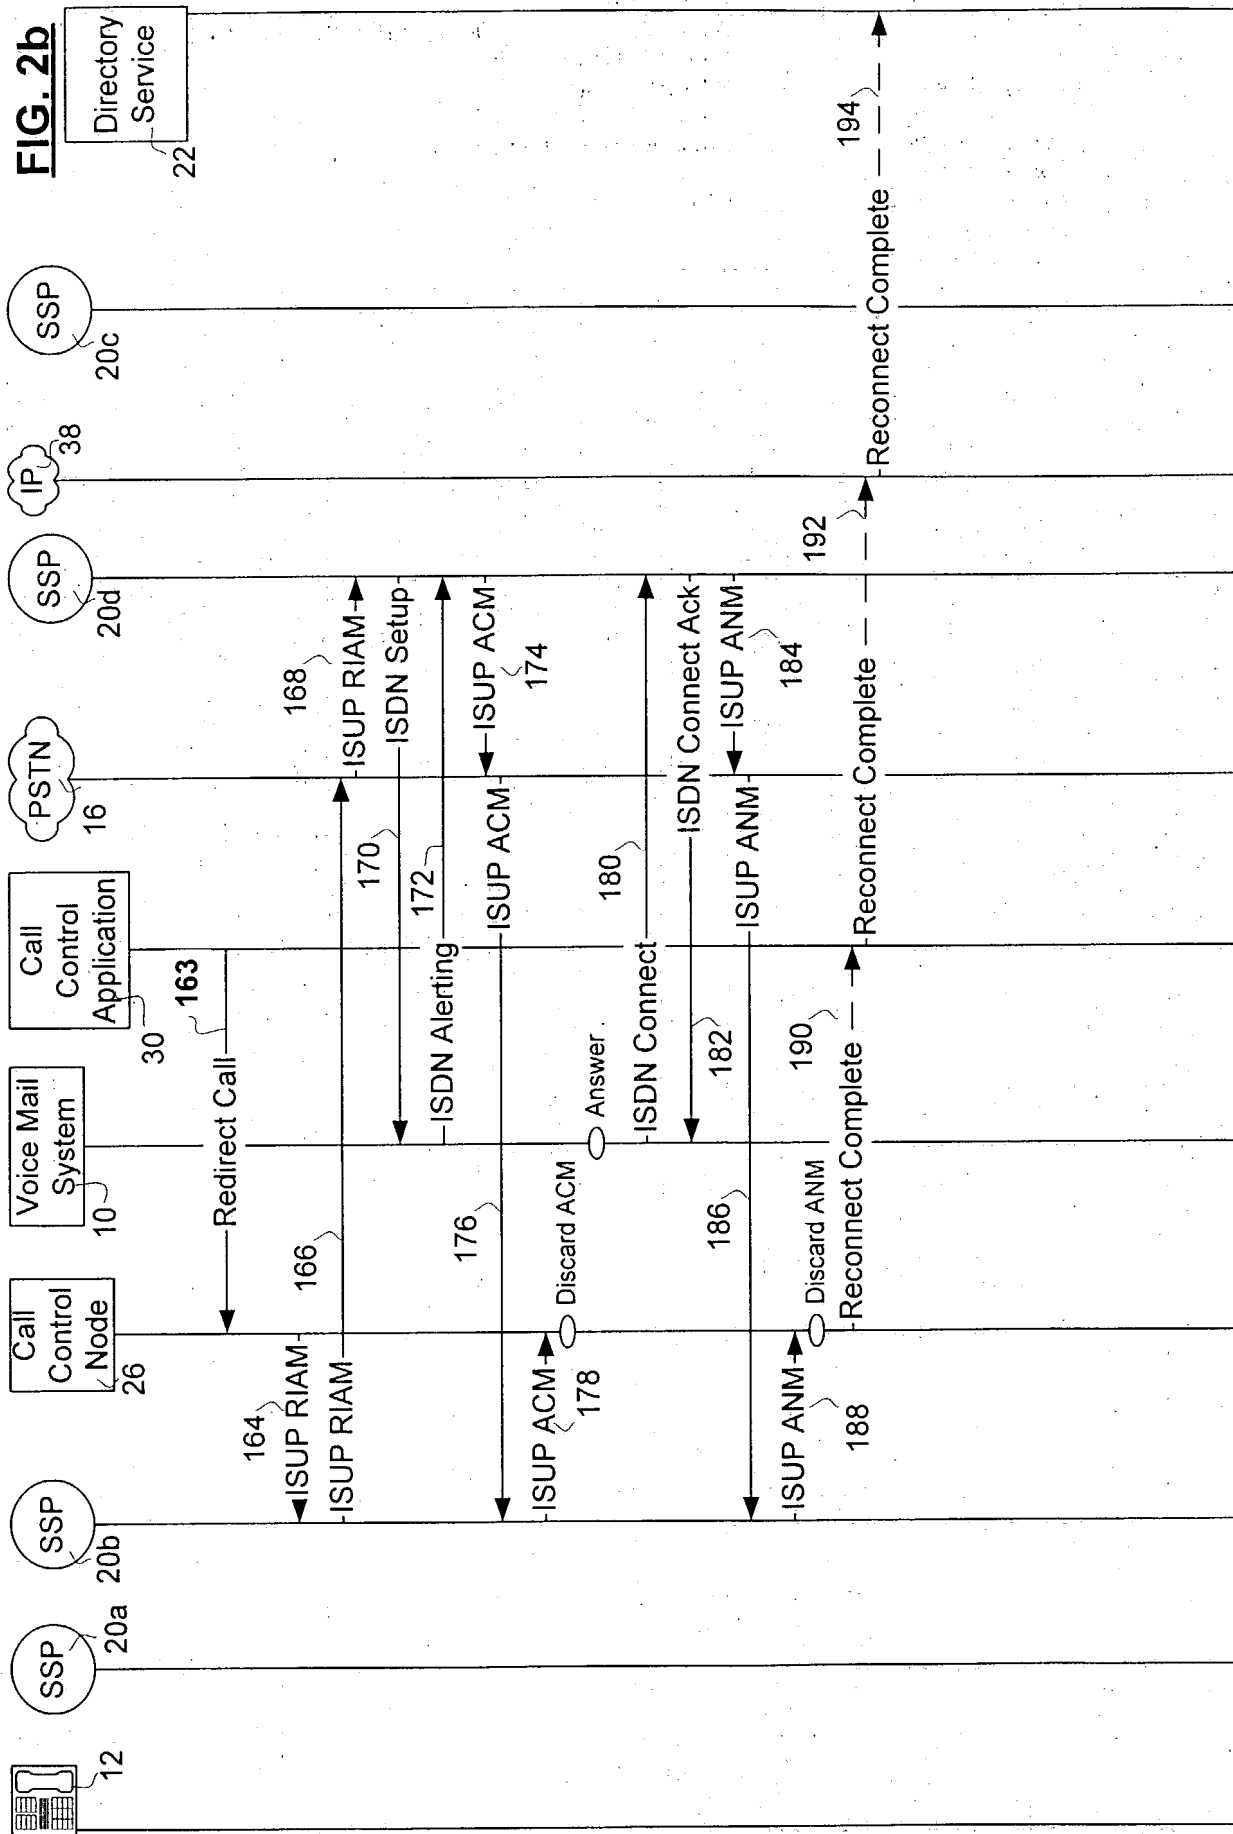 FIG. 2b
12
SSP
20a
SSP
20b
Call
Control
Node
26
Voice Mail
System
10
Call
Control
Application
30
PSTN
16
SSP
20d
IP
38
SSP
20c
Directory
Service
22
163
Redirect Call
164
ISUP RIAM
166
ISUP RIAM
168
ISUP RIAM
170
ISDN Setup
172
ISDN Alerting
174
ISUP ACM
176
ISUP ACM
178
ISUP ACM
Discard ACM
Answer
180
ISDN Connect
182
ISDN Connect Ack
184
ISUP ANM
186
ISUP ANM
188
ISUP ANM
Discard ANM
190
Reconnect Complete
192
Reconnect Complete
194
Reconnect Complete